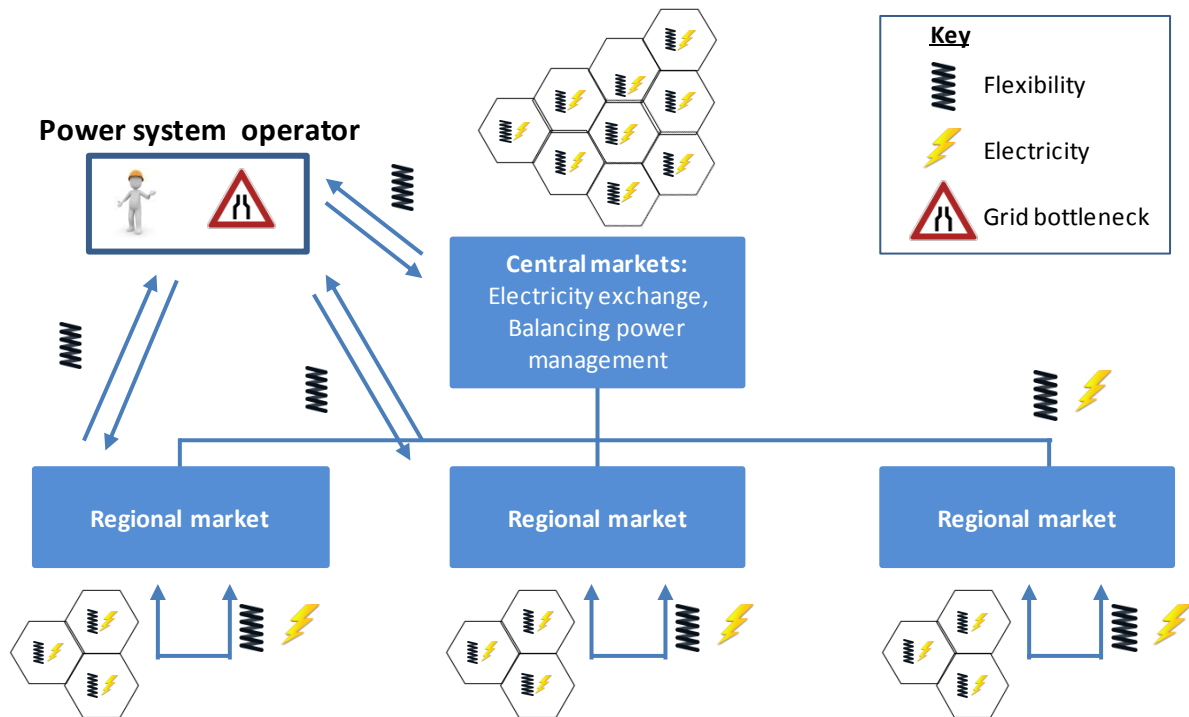 Key
Flexibility
Electricity
Grid bottleneck
Power system operator
Central markets:
Electricity exchange,
Balancing power
management
Regional market
Regional market
Regional market